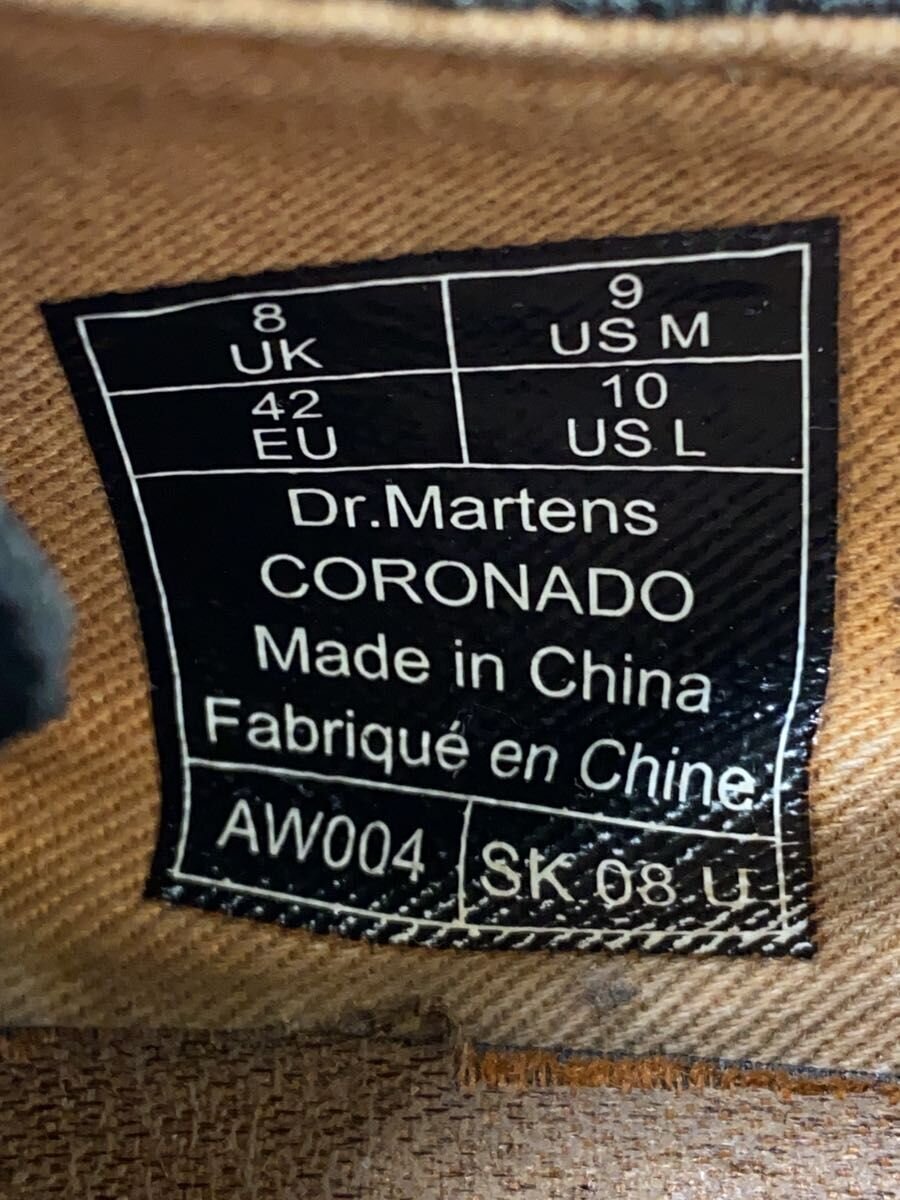 8
UK
9
US M
42
EU
10
US L
Dr.Martens
CORONADO
Made in China
Fabriqué en Chine
AW004
SK 08 U